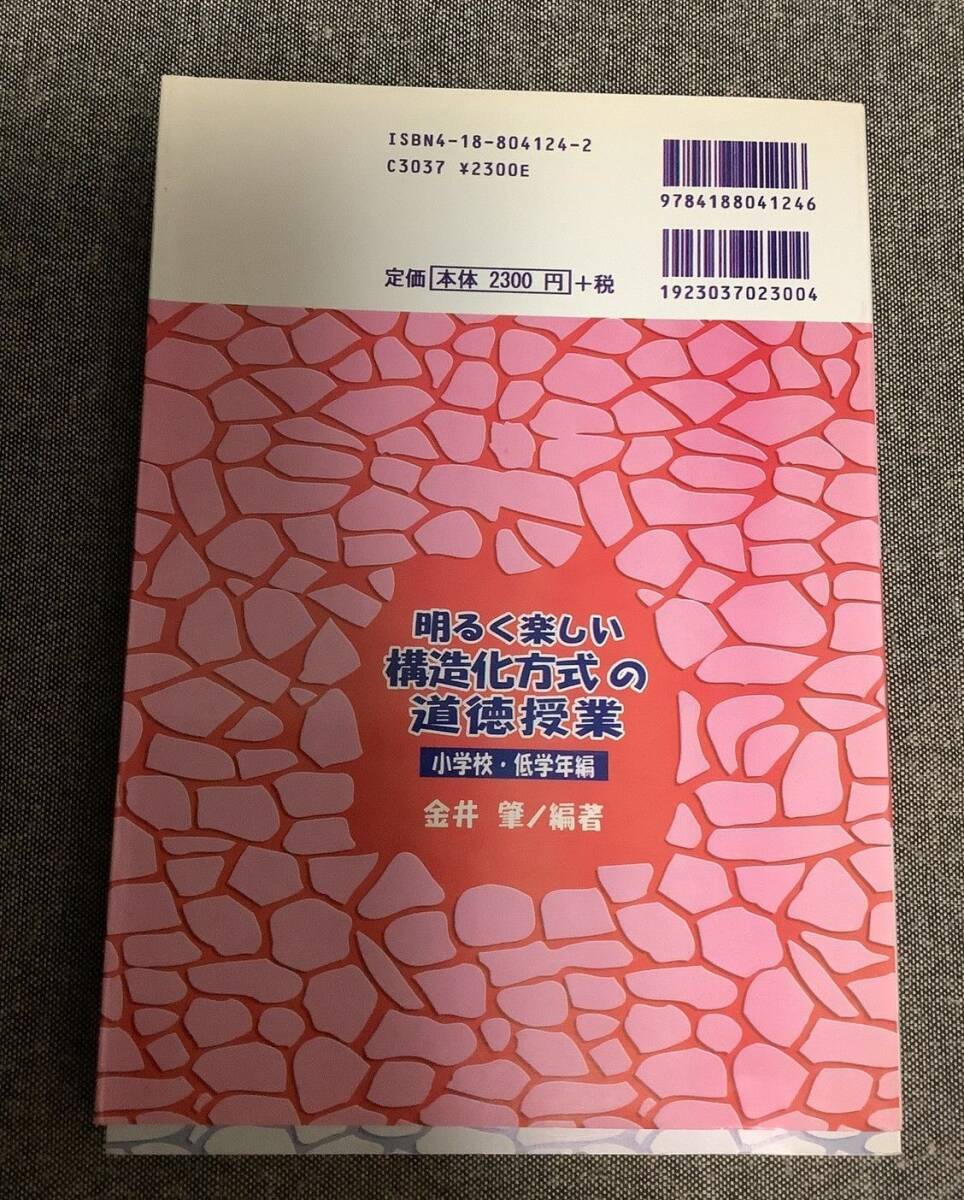 ISBN4-18-804124-2
C3037 ¥2300E
9784188041246
定価 本体 2300 円 +税
1923037023004
明るく楽しい
構造化方式の
道徳授業
小学校・低学年編
金井 肇/編著